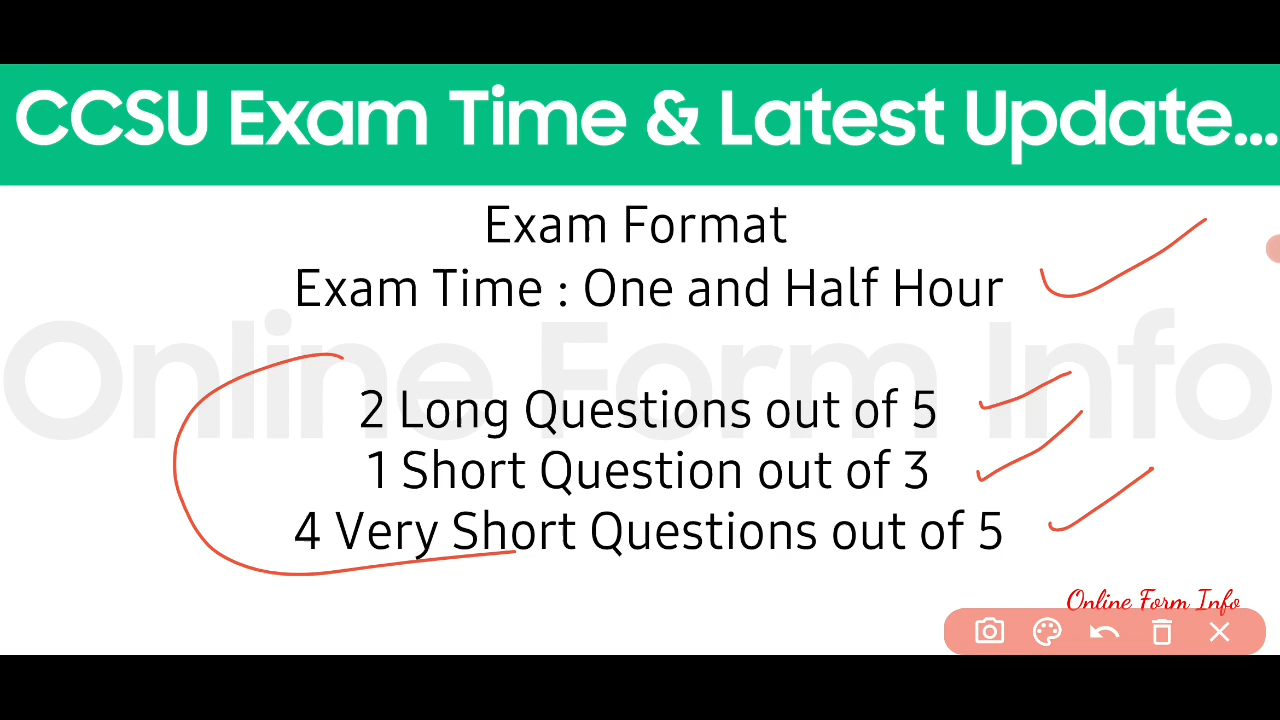 CCSU Exam Time & Latest Update...
Exam Format
Exam Time : One and Half Hour
Online Form Info
2 Long Questions out of 5
1 Short Question out of 3
4 Very Short Questions out of 5
Online Form Info